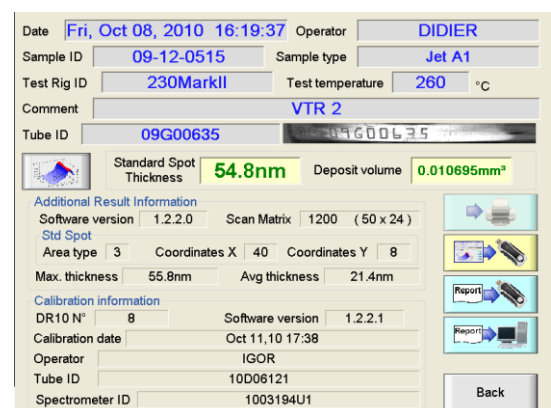 Date Fri, Oct 08, 2010 16:19:37 Operator DIDIER
Sample ID 09-12-0515 Sample type Jet A1
Test Rig ID 230MarkII Test temperature 260 °C
Comment VTR 2
Tube ID 09G00635 09G00635
Standard Spot Thickness 54.8nm Deposit volume 0.010695mm³
Additional Result Information
Software version 1.2.2.0 Scan Matrix 1200 ( 50 x 24 )
Std Spot
Area type 3 Coordinates X 40 Coordinates Y 8
Max. thickness 55.8nm Avg thickness 21.4nm
Report
Calibration information
DR10 N° 8 Software version 1.2.2.1
Calibration date Oct 11,10 17:38
Report
Operator IGOR
Tube ID 10D06121
Spectrometer ID 1003194U1
Back